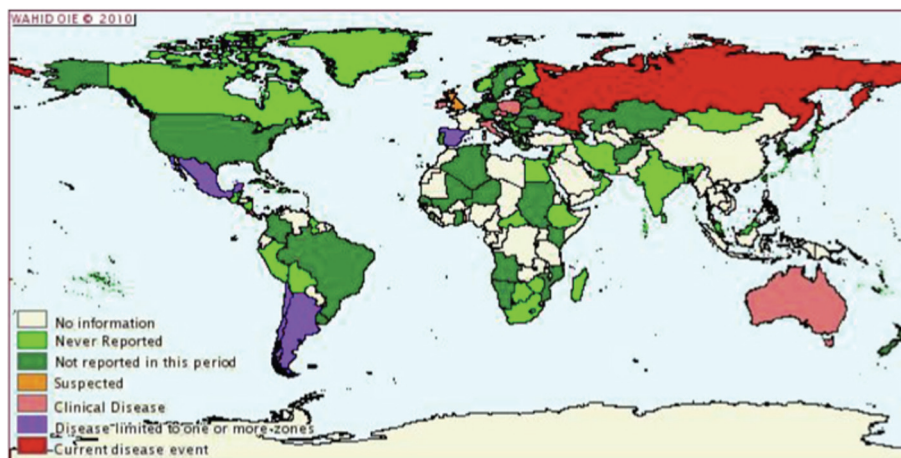 WAHID OIE © 2010
No information
Never Reported
Not reported in this period
Suspected
Clinical Disease
Disease limited to one or more zones
Current disease event